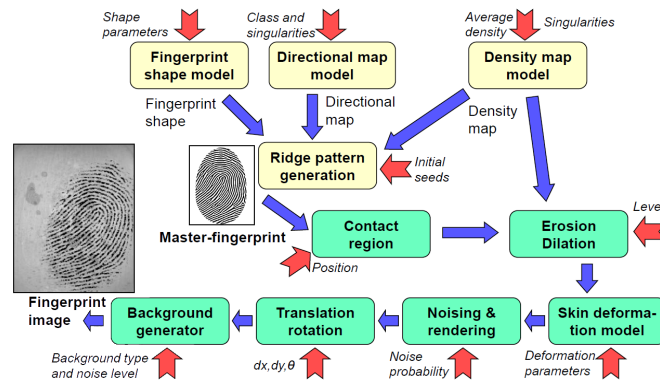 Shape
parameters
Class and
singularities
Average
density
Singularities
Fingerprint
shape model
Directional map
model
Density map
model
Fingerprint
shape
Directional
map
Density
map
Ridge pattern
generation
Initial
seeds
Master-fingerprint
Contact
region
Position
Erosion
Dilation
Level
Fingerprint
image
Background
generator
Translation
rotation
Noising &
rendering
Skin deforma-
tion model
Background type
and noise level
dx,dy,θ
Noise
probability
Deformation
parameters